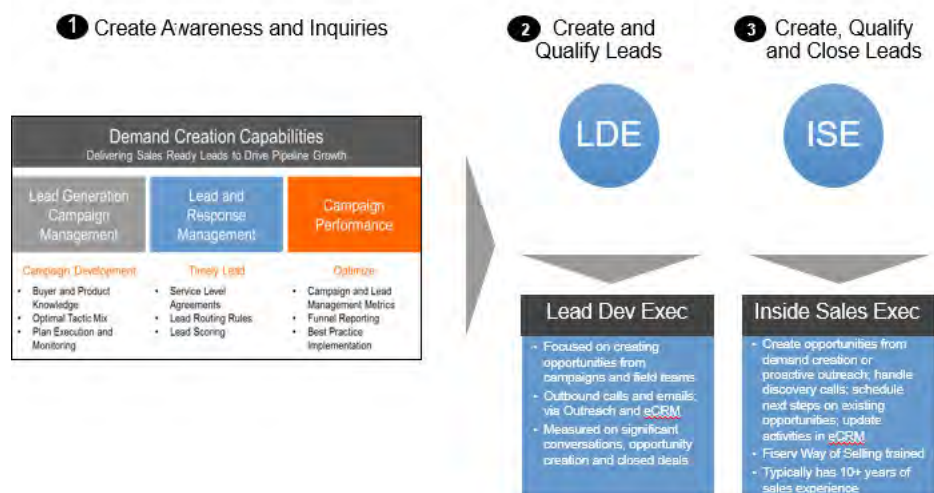 1 Create Awareness and Inquiries
Demand Creation Capabilities
Delivering Sales Ready Leads to Drive Pipeline Growth
Lead Generation
Campaign
Management
Lead and
Response
Management
Campaign
Performance
Campaign Development
• Buyer and Product
Knowledge
• Optimal Tactic Mix
• Plan Execution and
Monitoring
Timely Lead
• Service Level
Agreements
• Lead Routing Rules
• Lead Scoring
Optimize
• Campaign and Lead
Management Metrics
• Funnel Reporting
• Best Practice
Implementation
2 Create and
Qualify Leads
LDE
Lead Dev Exec
- Focused on creating
opportunities from
campaigns and field teams
- Outbound calls and emails;
via Outreach and eCRM
- Measured on significant
conversations, opportunity
creation and closed deals
3 Create, Qualify
and Close Leads
ISE
Inside Sales Exec
- Create opportunities from
demand creation or
proactive outreach; handle
discovery calls; schedule
next steps on existing
opportunities; update
activities in eCRM
- Fiserv Way of Selling trained
- Typically has 10+ years of
sales experience